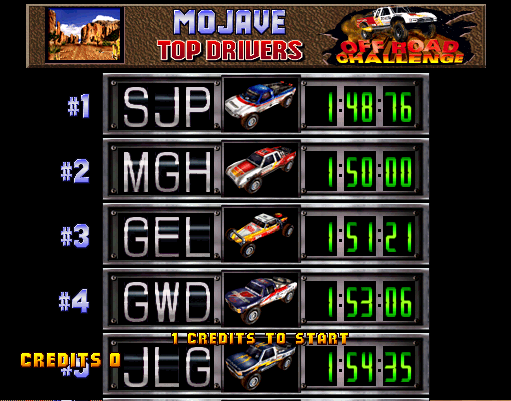 MOJAVE
TOP DRIVERS
OFF ROAD
CHALLENGE
#1 SJP 1:48:76
#2 MGH 1:50:00
#3 GEL 1:51:21
#4 GWD 1:53:06
1 CREDITS TO START
CREDITS 0
#5 JLG 1:54:35